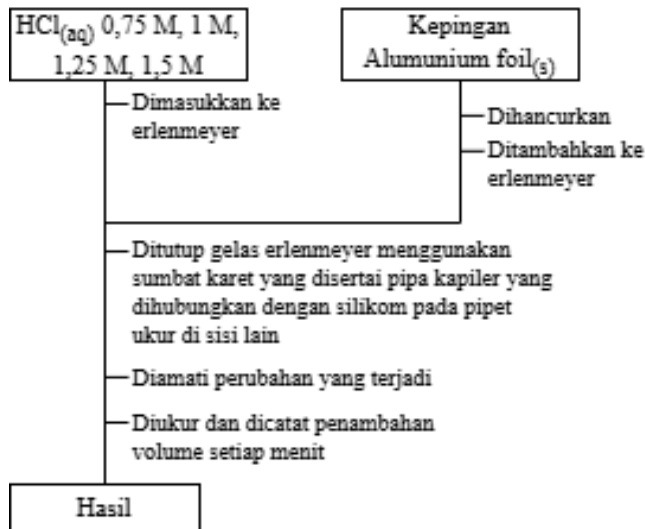 HCl(aq) 0,75 M, 1 M,
1,25 M, 1,5 M
Kepingan
Alumunium foil(s)
Dimasukkan ke
erlenmeyer
Dihancurkan
Ditambahkan ke
erlenmeyer
Ditutup gelas erlenmeyer menggunakan
sumbat karet yang disertai pipa kapiler yang
dihubungkan dengan silikom pada pipet
ukur di sisi lain
Diamati perubahan yang terjadi
Diukur dan dicatat penambahan
volume setiap menit
Hasil